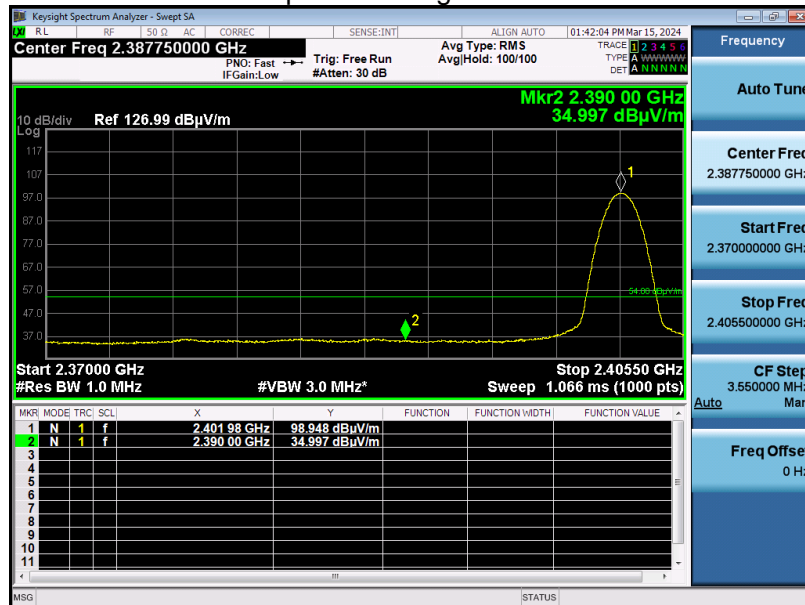 Keysight Spectrum Analyzer - Swept SA
LXI RL RF 50 Ω AC CORREC SENSE:INT ALIGN AUTO 01:42:04 PM Mar 15, 2024
Center Freq 2.387750000 GHz
PNO: Fast
IFGain:Low
Trig: Free Run
#Atten: 30 dB
Avg Type: RMS
Avg|Hold: 100/100
TRACE 1 2 3 4 5 6
TYPE A WWWWW
DET A N N N N N
Mkr2 2.390 00 GHz
34.997 dBµV/m
10 dB/div Ref 126.99 dBµV/m
Log
117
107
97.0
87.0
77.0
67.0
57.0
47.0
37.0
1
2
54.00 dBµV/m
Start 2.37000 GHz Stop 2.40550 GHz
#Res BW 1.0 MHz #VBW 3.0 MHz* Sweep 1.066 ms (1000 pts)
MKR MODE TRC SCL X Y FUNCTION FUNCTION WIDTH FUNCTION VALUE
1 N 1 f 2.401 98 GHz 98.948 dBµV/m
2 N 1 f 2.390 00 GHz 34.997 dBµV/m
3
4
5
6
7
8
9
10
11
MSG STATUS
Frequency
Auto Tune
Center Freq
2.387750000 GHz
Start Freq
2.370000000 GHz
Stop Freq
2.405500000 GHz
CF Step
3.550000 MHz
Auto Man
Freq Offset
0 Hz